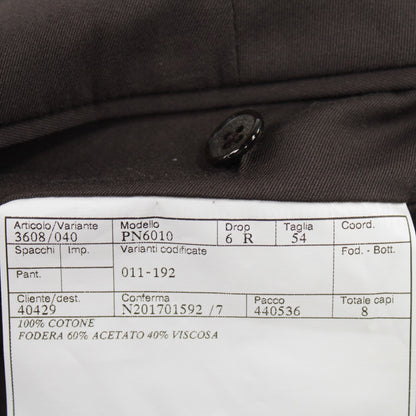 Articolo/Variante Modello Drop Taglia Coord.
3608/040 PN6010 6 R 54
Spacchi Imp. Varianti codificate Fod. - Bott.
Pant. 011-192
Cliente/dest. Conferma Pacco Totale capi
40429 N201701592 /7 440536 8
100% COTONE
FODERA 60% ACETATO 40% VISCOSA